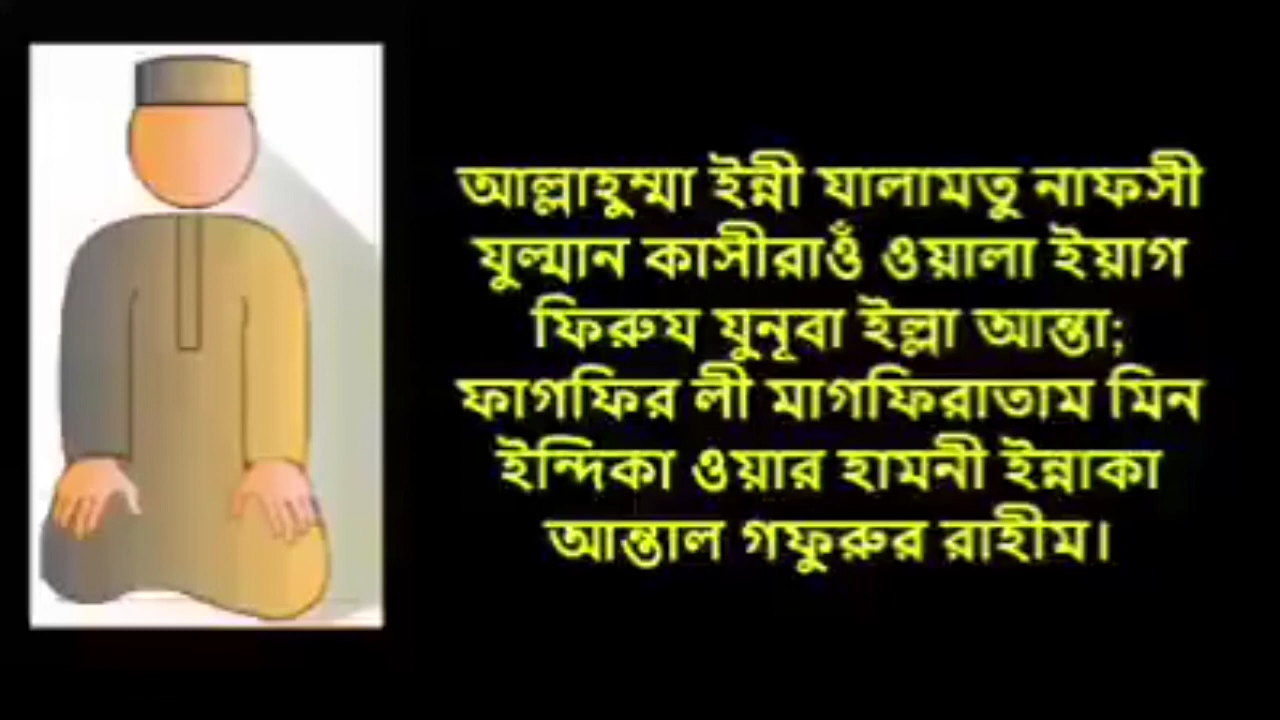 আল্লাহুম্মা ইন্নী যালামতু নাফসী
যুল্মান কাসীরাওঁ ওয়ালা ইয়াগ
ফিরুয যুনূবা ইল্লা আন্তা;
ফাগফির লী মাগফিরাতাম মিন
ইন্দিকা ওয়ার হামনী ইন্নাকা
আন্তাল গফুরুর রাহীম।